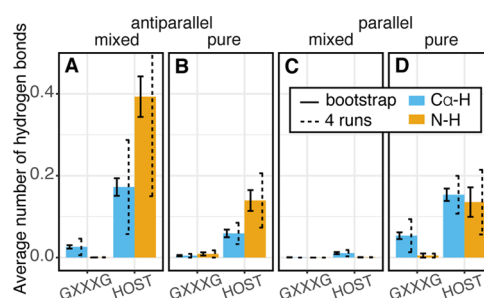 antiparallel parallel
mixed pure mixed pure
A B C D
Average number of hydrogen bonds
0.4
0.2
0.0
bootstrap Cα-H
4 runs N-H
GXXXG HOST GXXXG HOST GXXXG HOST GXXXG HOST